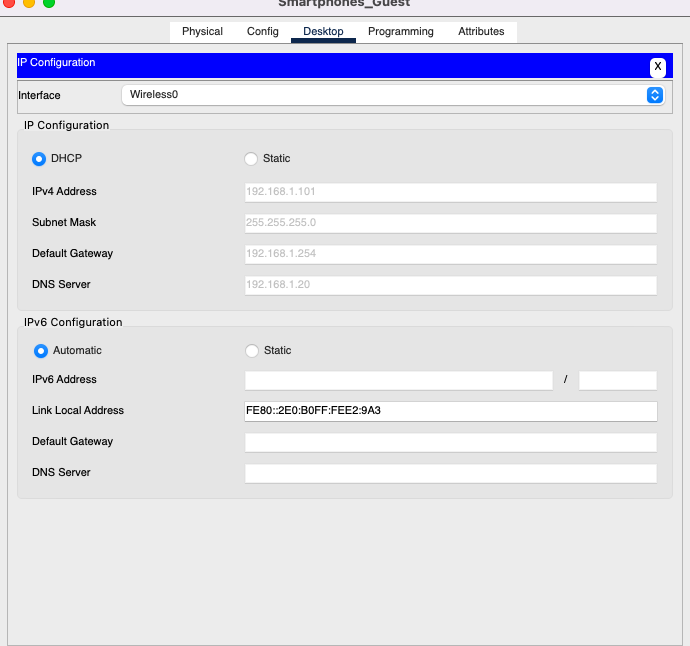 Smartphones_Guest
Physical Config Desktop Programming Attributes
IP Configuration
X
Interface Wireless0
IP Configuration
DHCP Static
IPv4 Address 192.168.1.101
Subnet Mask 255.255.255.0
Default Gateway 192.168.1.254
DNS Server 192.168.1.20
IPv6 Configuration
Automatic Static
IPv6 Address /
Link Local Address FE80::2E0:B0FF:FEE2:9A3
Default Gateway
DNS Server